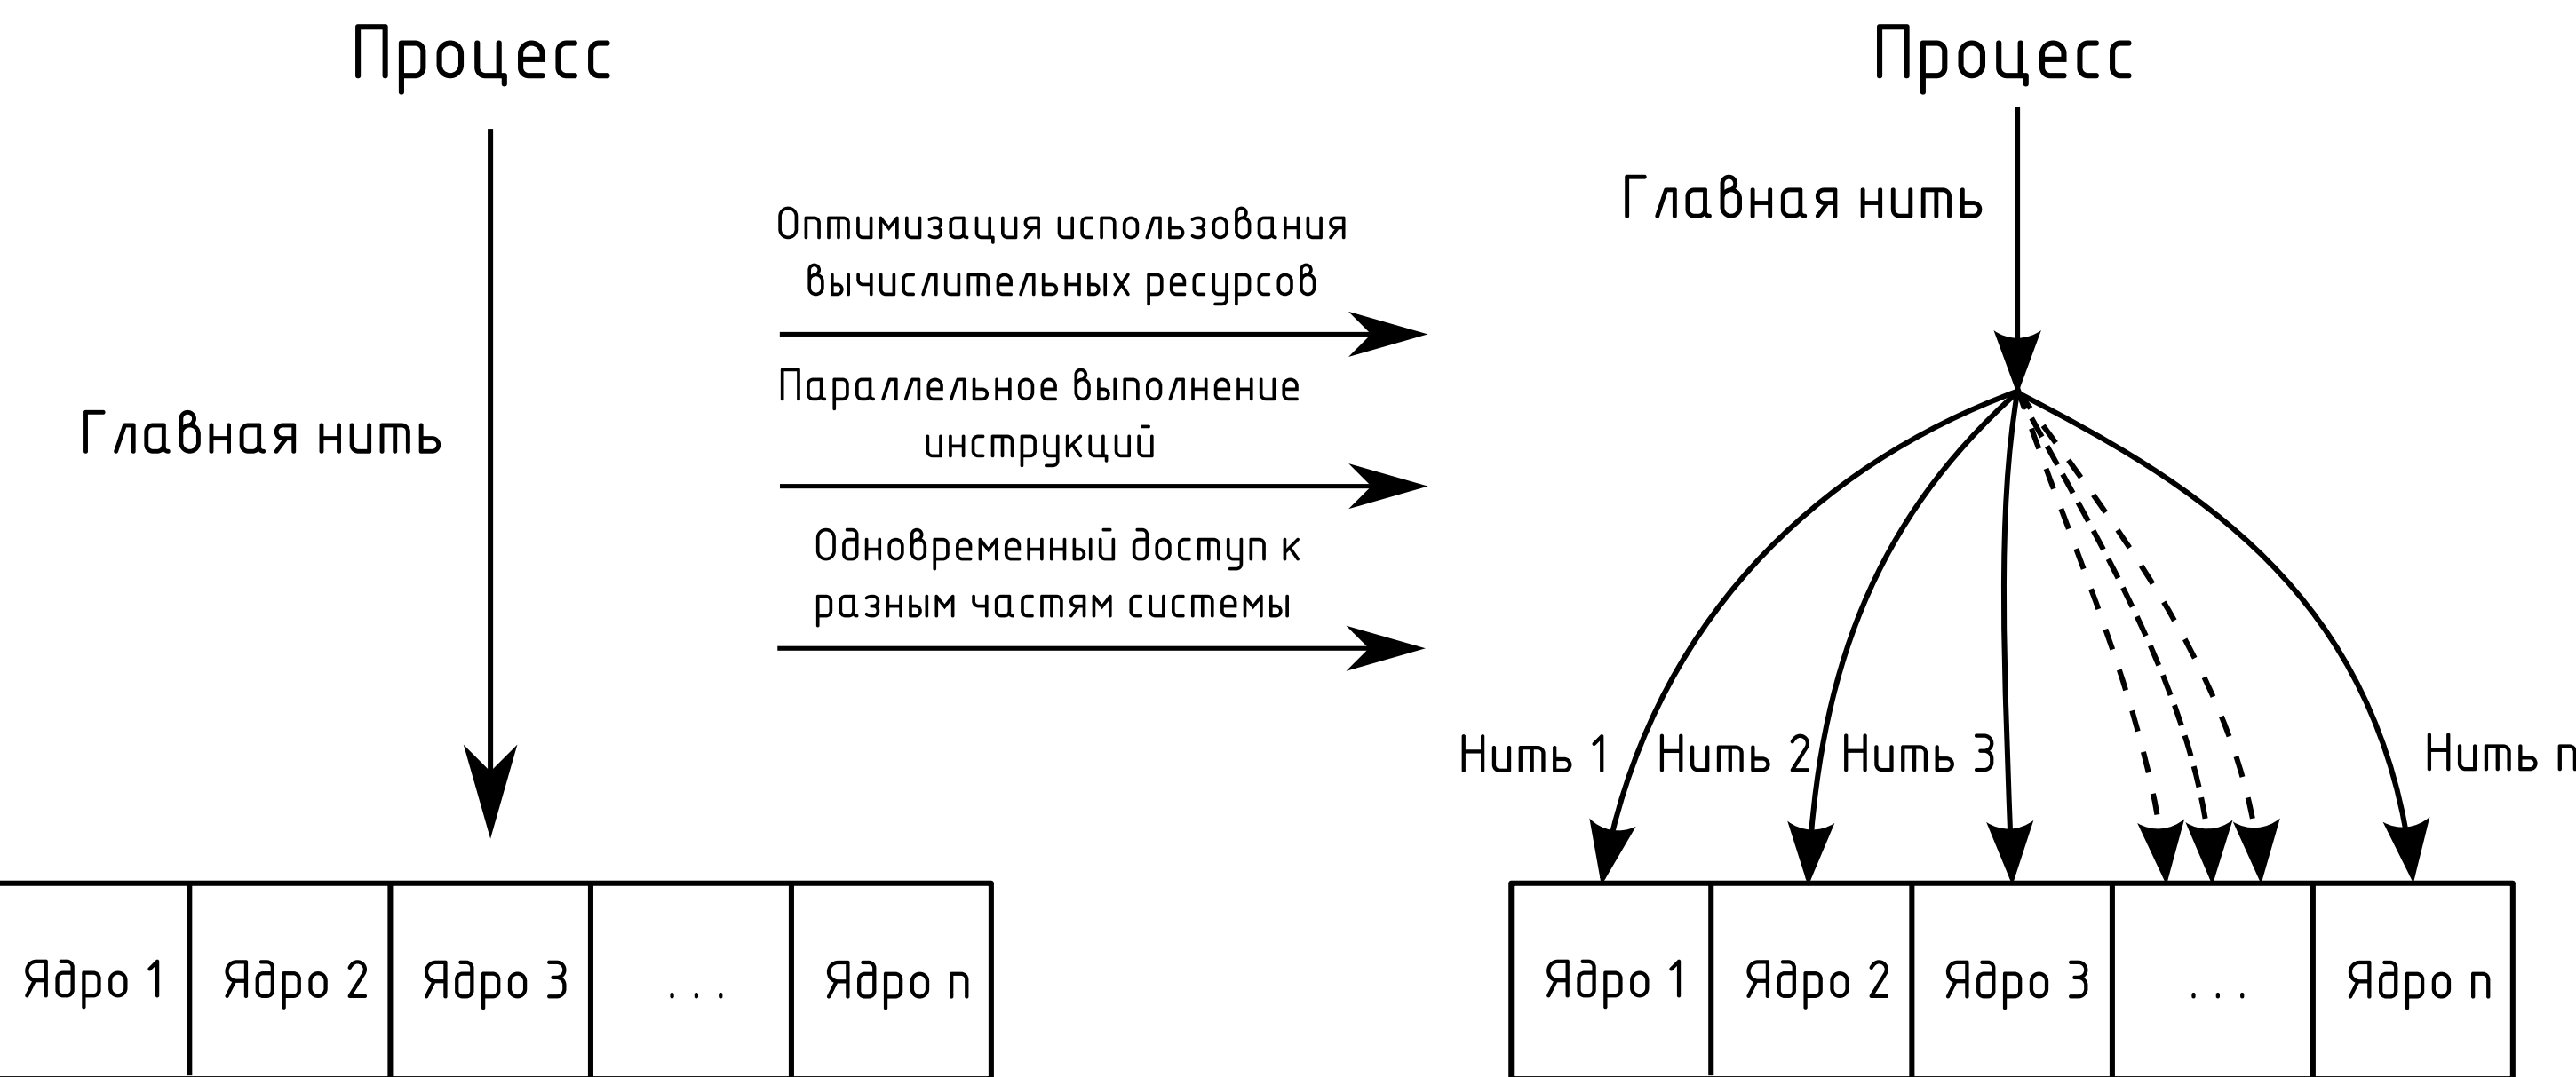 Процесс
Главная нить
Ядро 1
Ядро 2
Ядро 3
. . .
Ядро n
Оптимизация использования
вычислительных ресурсов
Параллельное выполнение
инструкций
Одновременный доступ к
разным частям системы
Процесс
Главная нить
Нить 1
Нить 2
Нить 3
Нить n
Ядро 1
Ядро 2
Ядро 3
. . .
Ядро n